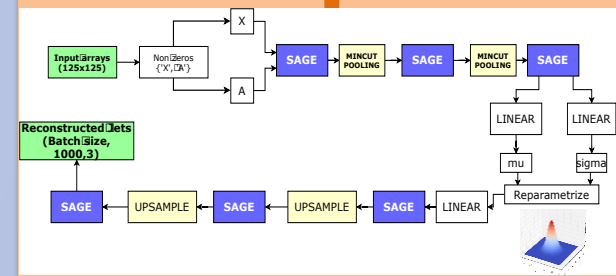 X
Input arrays
(125x125)
Non Zeros
{'X', 'A'}
A
SAGE
MINCUT
POOLING
SAGE
MINCUT
POOLING
SAGE
LINEAR
LINEAR
mu
sigma
Reparametrize
LINEAR
SAGE
UPSAMPLE
SAGE
UPSAMPLE
SAGE
Reconstructed Jets
(Batch size,
1000,3)